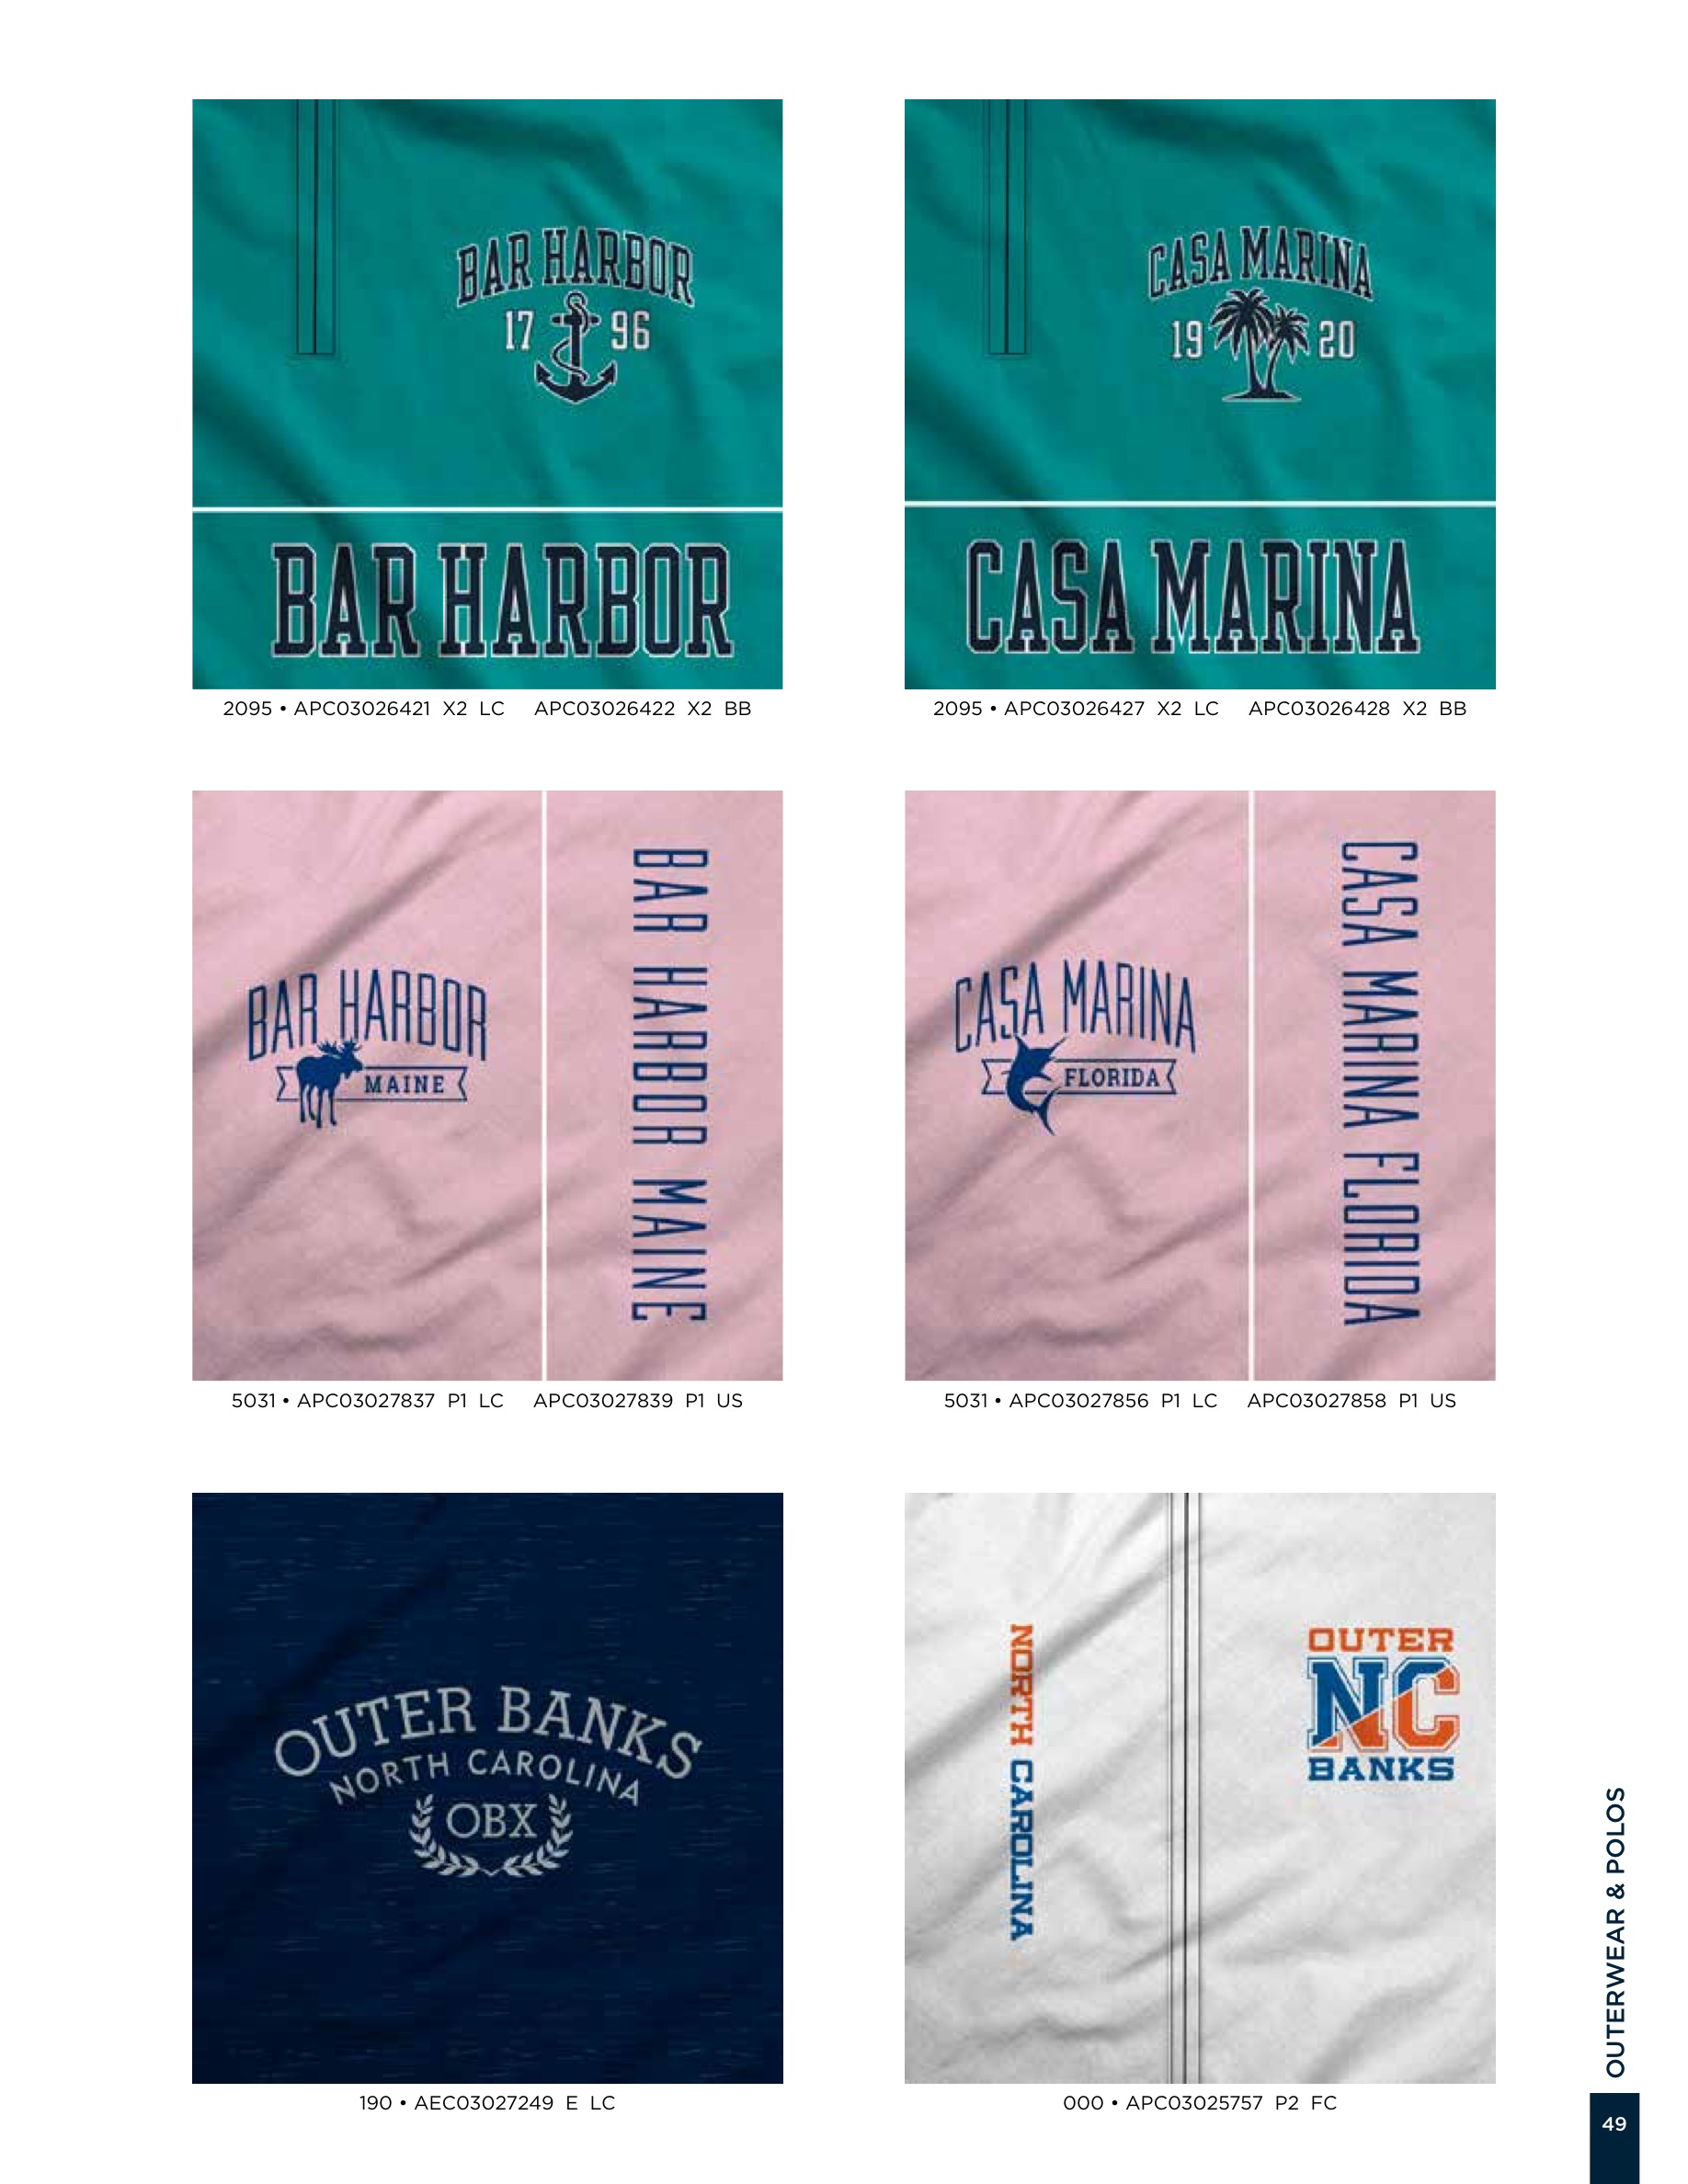 BAR HARBOR
17 96
BAR HARBOR
2095 • APC03026421 X2 LC APC03026422 X2 BB
CASA MARINA
19 20
CASA MARINA
2095 • APC03026427 X2 LC APC03026428 X2 BB
BAR HARBOR
MAINE
BAR HARBOR MAINE
5031 • APC03027837 P1 LC APC03027839 P1 US
CASA MARINA
FLORIDA
CASA MARINA FLORIDA
5031 • APC03027856 P1 LC APC03027858 P1 US
OUTER BANKS
NORTH CAROLINA
OBX
190 • AEC03027249 E LC
NORTH CAROLINA
OUTER
NC
BANKS
000 • APC03025757 P2 FC
OUTERWEAR & POLOS
49